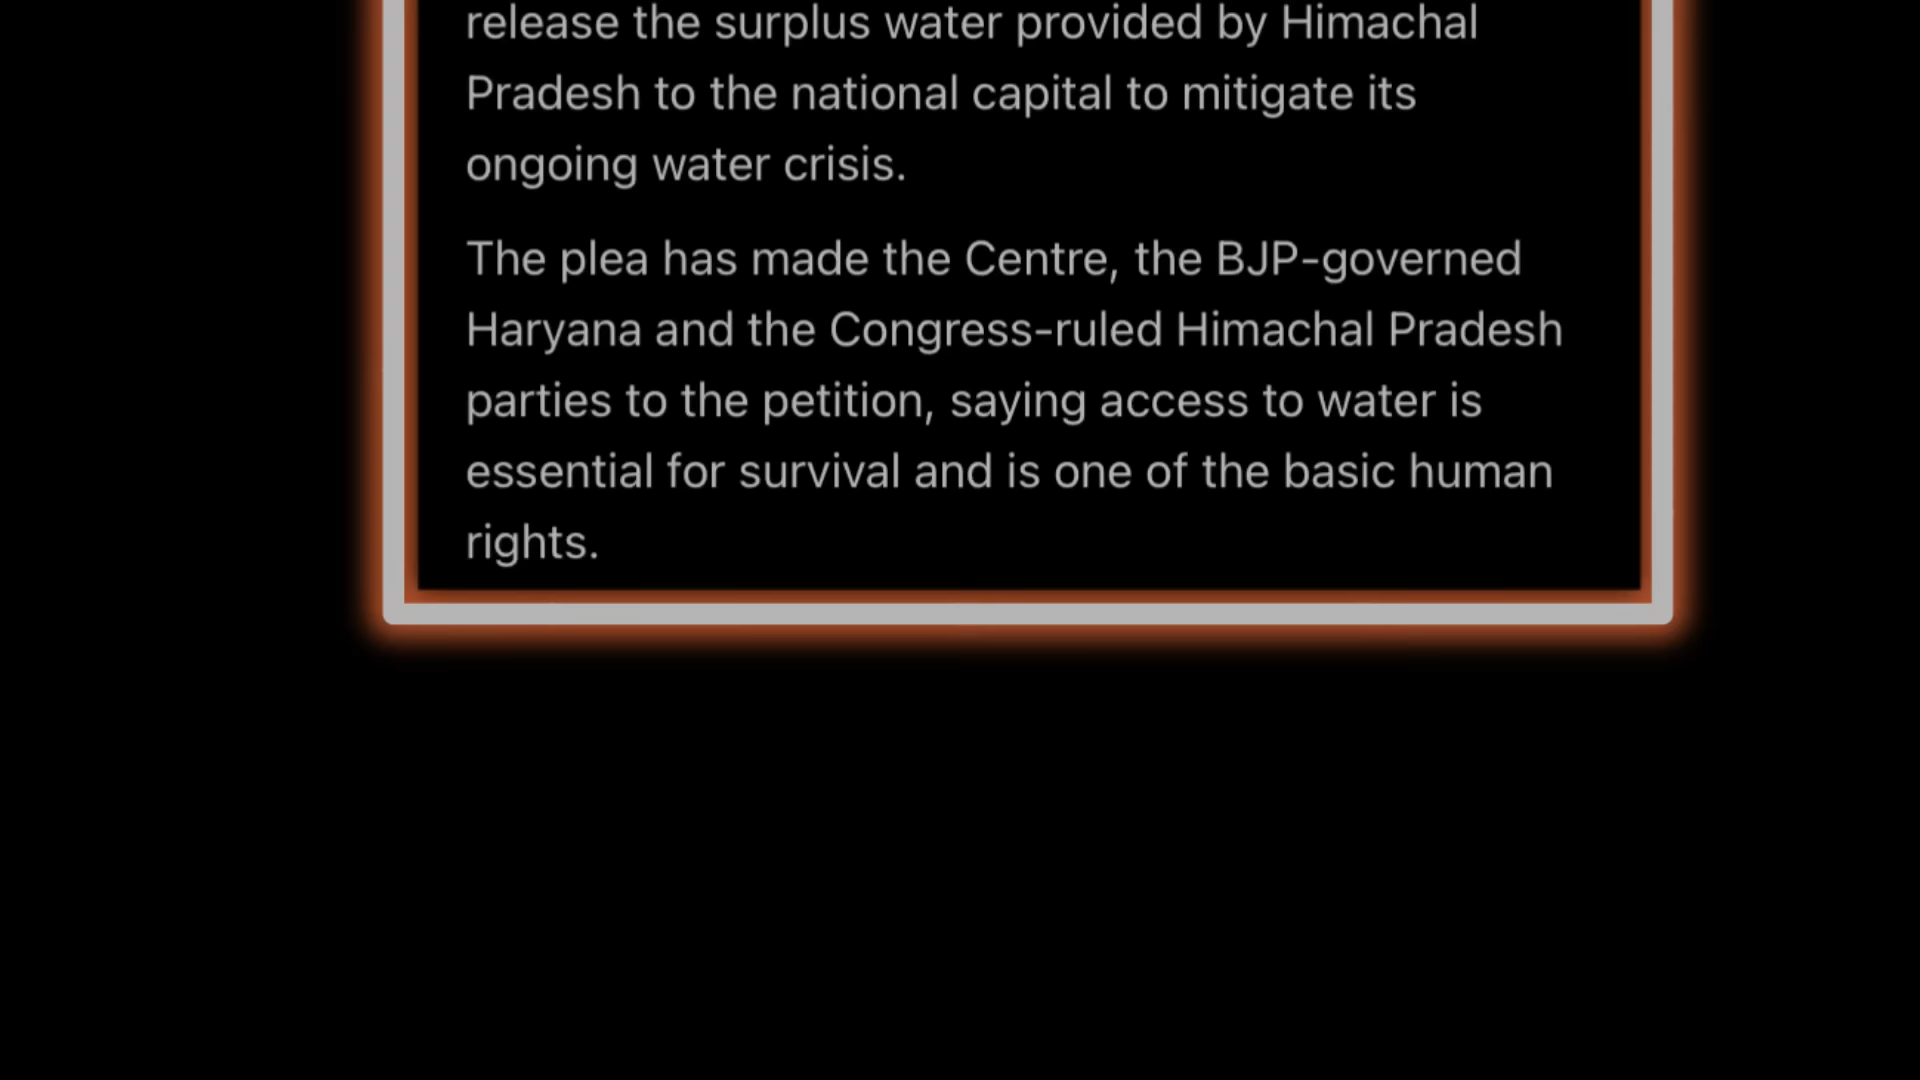 release the surplus water provided by Himachal
Pradesh to the national capital to mitigate its
ongoing water crisis.
The plea has made the Centre, the BJP-governed
Haryana and the Congress-ruled Himachal Pradesh
parties to the petition, saying access to water is
essential for survival and is one of the basic human
rights.